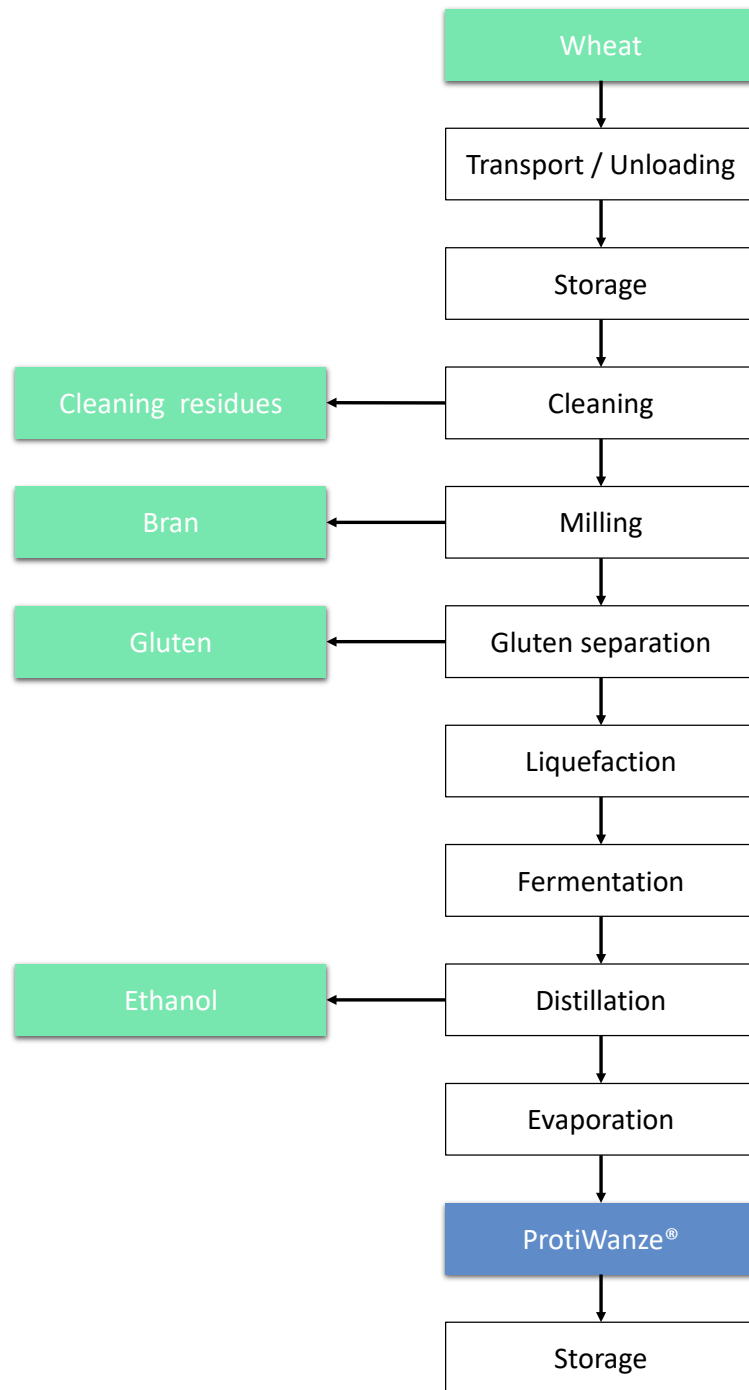 Wheat
Transport / Unloading
Storage
Cleaning residues
Cleaning
Bran
Milling
Gluten
Gluten separation
Liquefaction
Fermentation
Ethanol
Distillation
Evaporation
ProtiWanze®
Storage